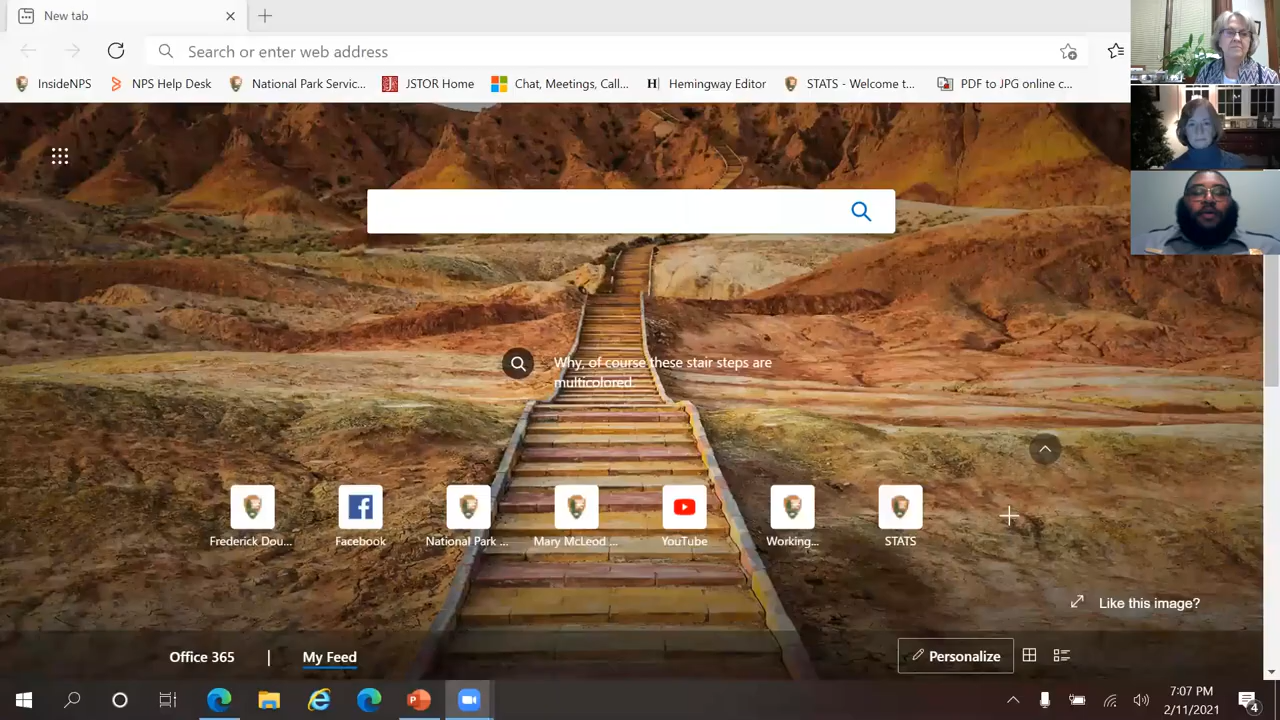 New tab
Search or enter web address
InsideNPS
NPS Help Desk
National Park Servic...
JSTOR Home
Chat, Meetings, Call...
H Hemingway Editor
STATS - Welcome t...
PDF to JPG online c...
Why, of course these stair steps are
multicolored
Frederick Dou...
Facebook
National Park ...
Mary McLeod ...
YouTube
Working...
STATS
Like this image?
Office 365 | My Feed
Personalize
7:07 PM
2/11/2021
4